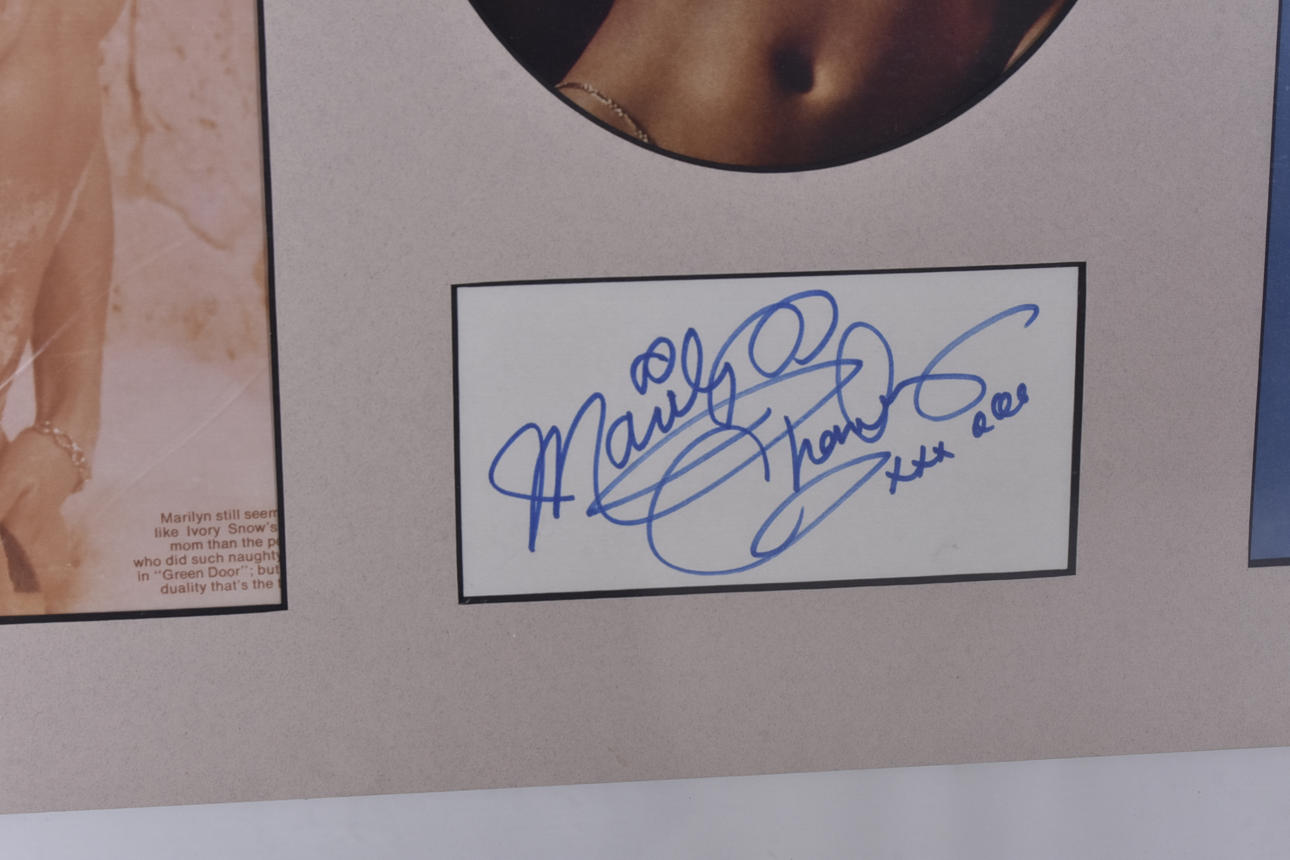 Marilyn still seem
like Ivory Snow's
mom than the p
who did such naughty
in "Green Door"; but
duality that's the
Marilyn
Chambers
xxx ooo